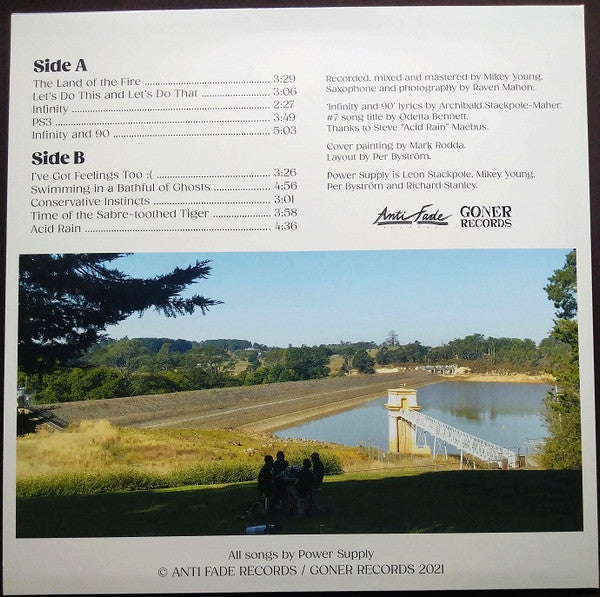 Side A
The Land of the Fire ........................................ 3:29
Let's Do This and Let's Do That ...................... 3:06
Infinity ............................................................ 2:27
PS3 ................................................................. 3:49
Infinity and 90 ................................................ 5:03
Side B
I've Got Feelings Too :( ................................... 3:26
Swimming in a Bathful of Ghosts ................... 4:56
Conservative Instincts .................................... 3:01
Time of the Sabre-toothed Tiger .................... 3:58
Acid Rain ........................................................ 4:36
Recorded, mixed and mastered by Mikey Young.
Saxophone and photography by Raven Mahon.
'Infinity and 90' lyrics by Archibald Stackpole-Maher.
#7 song title by Odetta Bennett.
Thanks to Steve "Acid Rain" Malebus.
Cover painting by Mark Rodda.
Layout by Per Byström.
Power Supply is Leon Stackpole, Mikey Young,
Per Byström and Richard Stanley.
Anti Fade
GONER
RECORDS
All songs by Power Supply
© ANTI FADE RECORDS / GONER RECORDS 2021